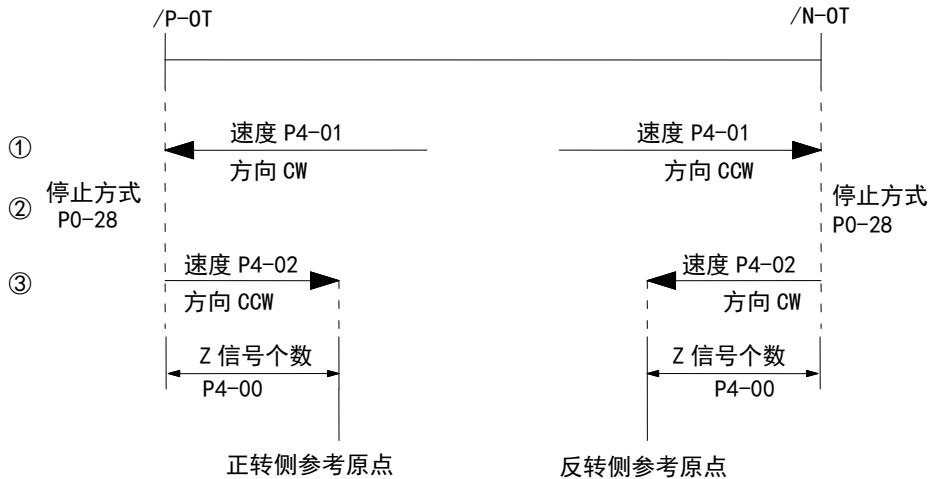 /P-OT
/N-OT
①
速度 P4-01
速度 P4-01
方向 CW
方向 CCW
②
停止方式
P0-28
停止方式
P0-28
③
速度 P4-02
速度 P4-02
方向 CCW
方向 CW
Z 信号个数
Z 信号个数
P4-00
P4-00
正转侧参考原点
反转侧参考原点